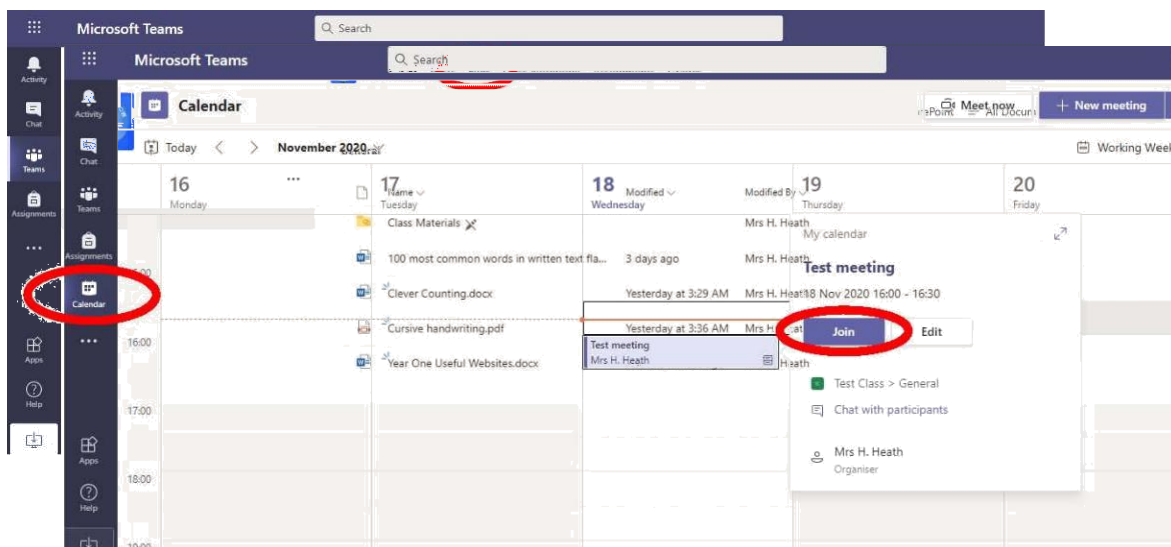 Microsoft Teams
Search
Activity
Chat
Teams
Assignments
Apps
Help
Microsoft Teams
Search
Activity
Chat
Teams
Assignments
Calendar
Apps
Help
Calendar
Meet now
All Docum
New meeting
Today
November 2020
Working Week
16
Monday
17
Name
Tuesday
18
Modified
Wednesday
Modified By
19
Thursday
20
Friday
Class Materials
Mrs H. Heath
100 most common words in written text fla...
3 days ago
Mrs H. Heath
Clever Counting.docx
Yesterday at 3:29 AM
Mrs H. Heat
Cursive handwriting.pdf
Yesterday at 3:36 AM
Year One Useful Websites.docx
16:00
17:00
18:00
Test meeting
Mrs H. Heath
My calendar
Test meeting
18 Nov 2020 16:00 - 16:30
Join
Edit
Test Class > General
Chat with participants
Mrs H. Heath
Organiser